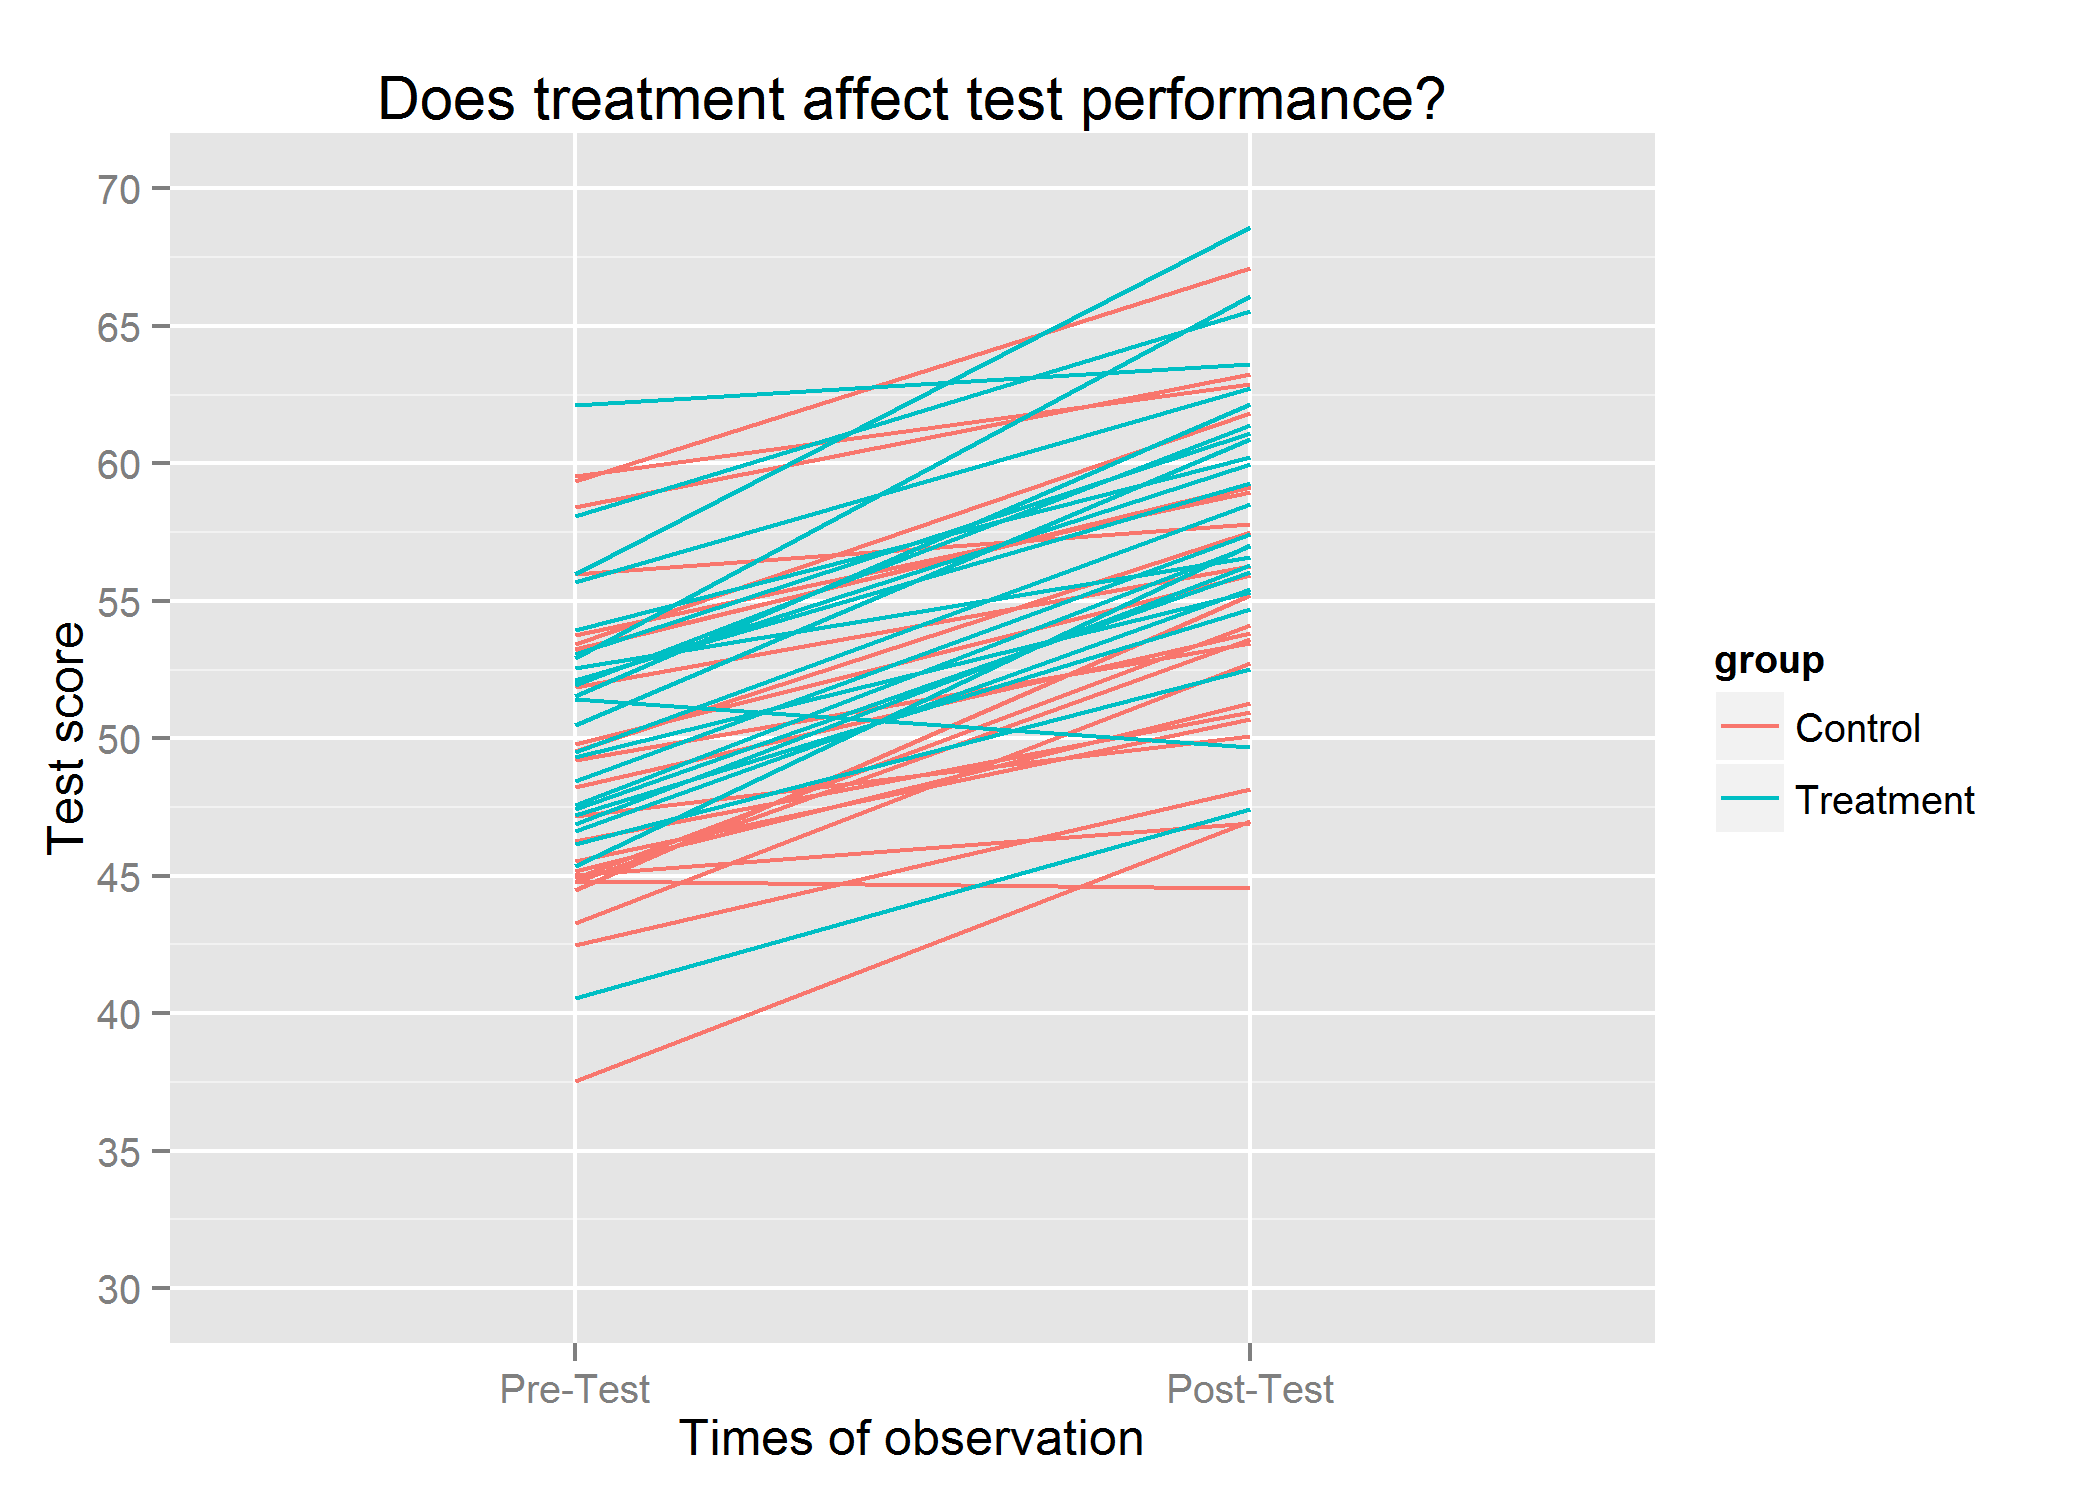 Does treatment affect test performance?
70
65
60
55
50
45
40
35
30
Test score
Pre-Test
Post-Test
Times of observation
group
Control
Treatment